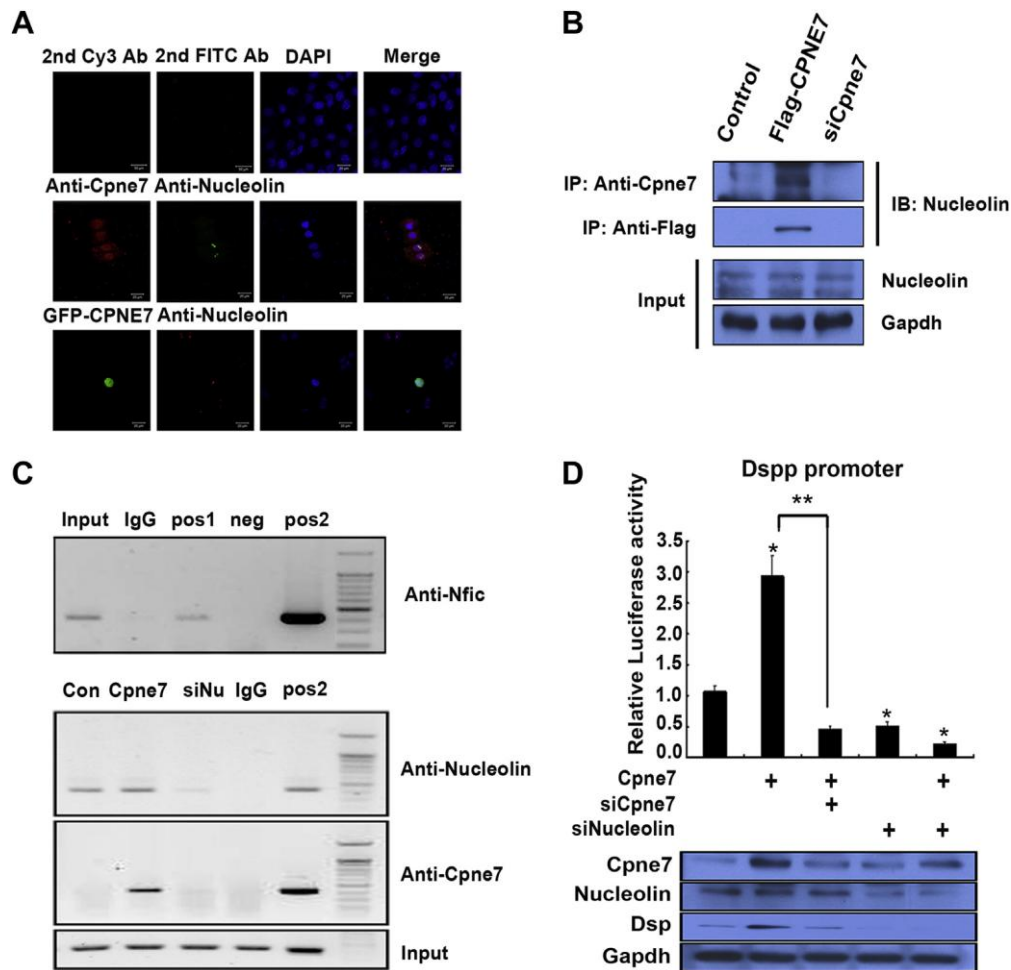 A
2nd Cy3 Ab 2nd FITC Ab DAPI Merge
Anti-Cpne7 Anti-Nucleolin
GFP-CPNE7 Anti-Nucleolin
B
Control Flag-CPNE7 siCpne7
IP: Anti-Cpne7
IP: Anti-Flag
IB: Nucleolin
Input
Nucleolin
Gapdh
C
Input IgG pos1 neg pos2
Anti-Nfic
Con Cpne7 siNu IgG pos2
Anti-Nucleolin
Anti-Cpne7
Input
D
Dspp promoter
**
Relative Luciferase activity
3.5
3.0
2.5
2.0
1.5
1.0
0.5
0.0
* * *
Cpne7 + + +
siCpne7 +
siNucleolin + +
Cpne7
Nucleolin
Dsp
Gapdh